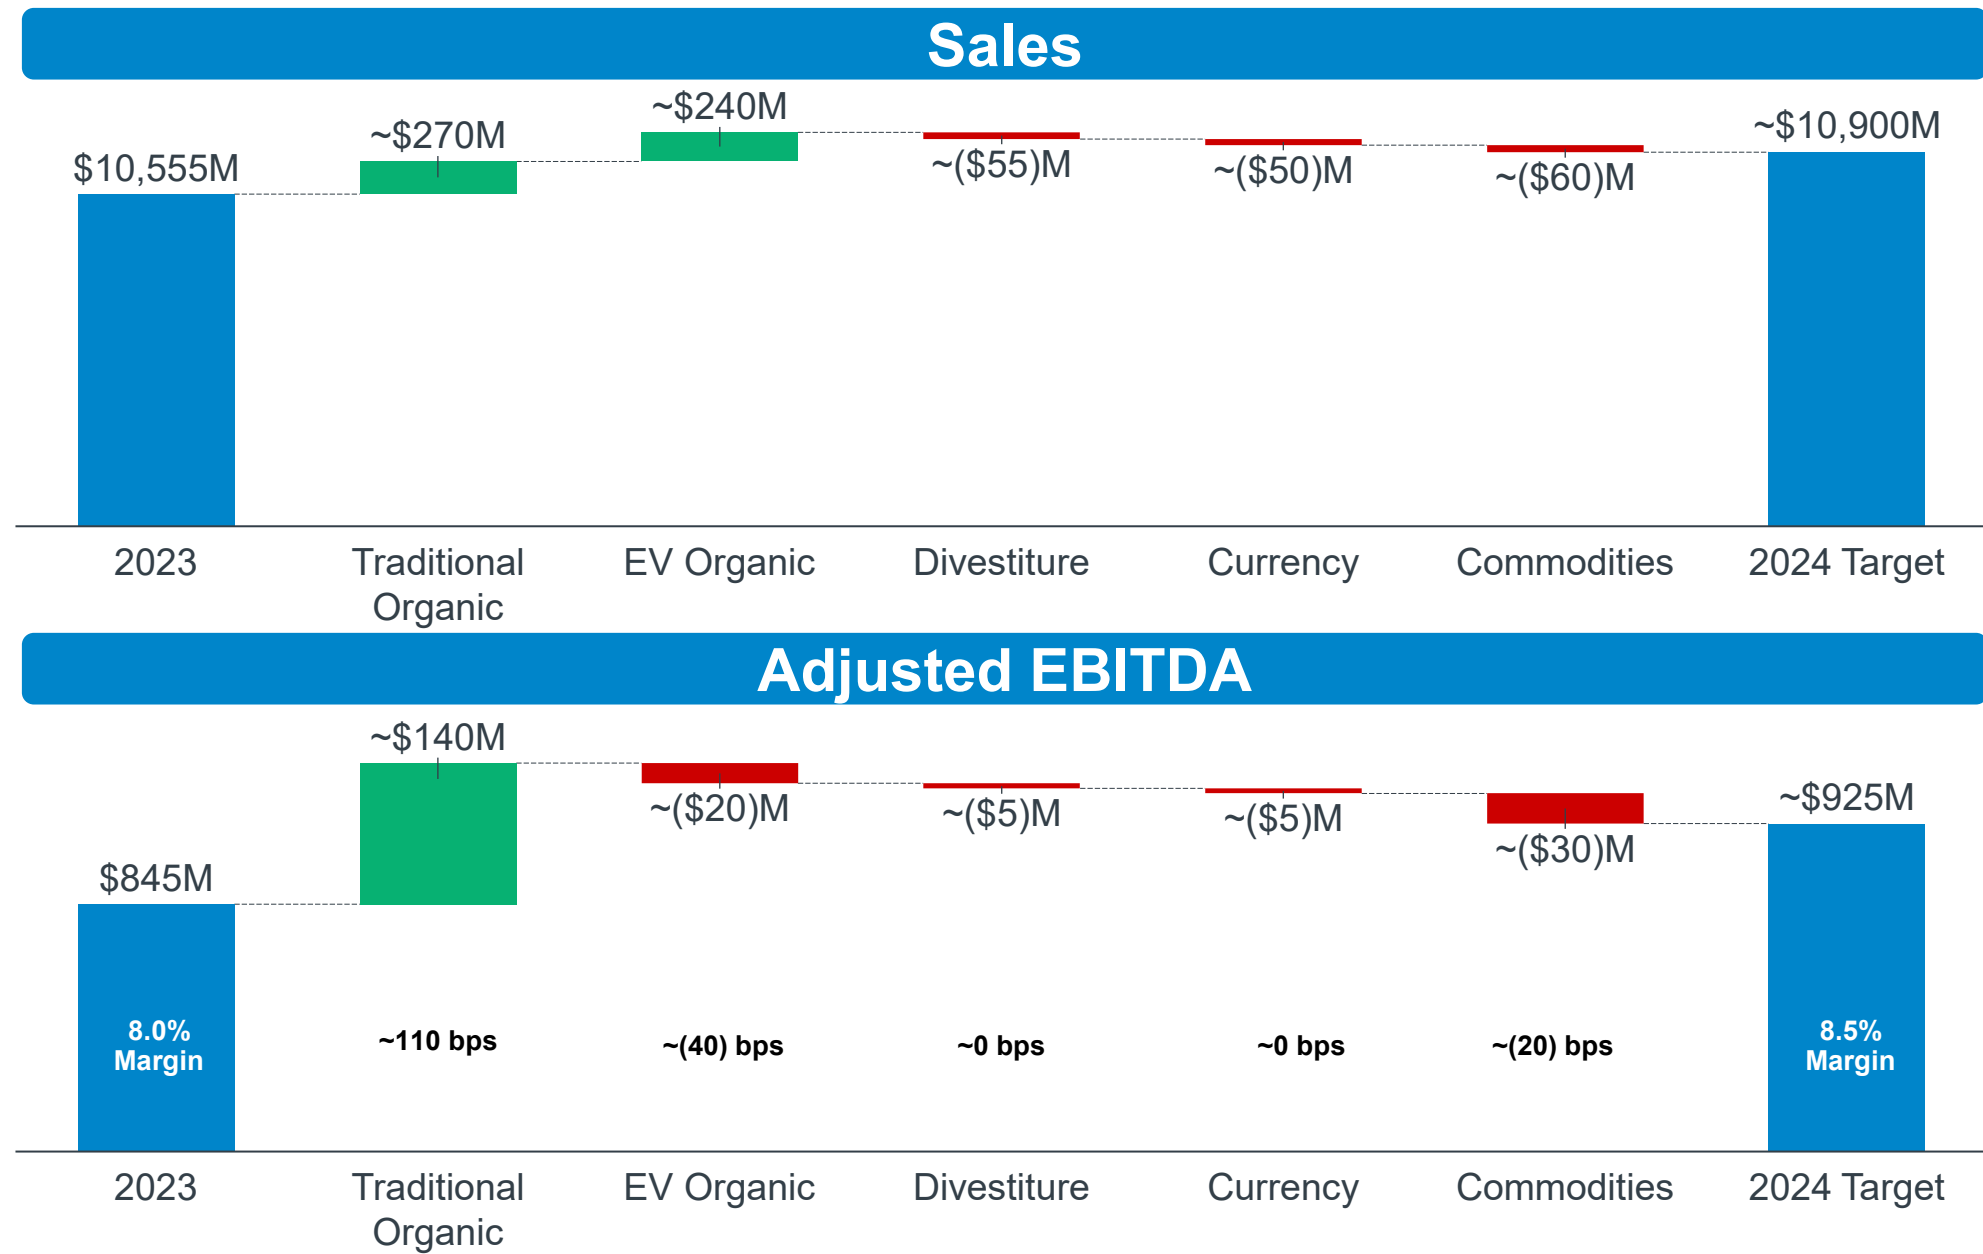 Sales
$10,555M
~$270M
~$240M
~($55)M
~($50)M
~($60)M
~$10,900M
2023
Traditional
Organic
EV Organic
Divestiture
Currency
Commodities
2024 Target
Adjusted EBITDA
$845M
~$140M
~($20)M
~($5)M
~($5)M
~($30)M
~$925M
8.0%
Margin
~110 bps
~(40) bps
~0 bps
~0 bps
~(20) bps
8.5%
Margin
2023
Traditional
Organic
EV Organic
Divestiture
Currency
Commodities
2024 Target